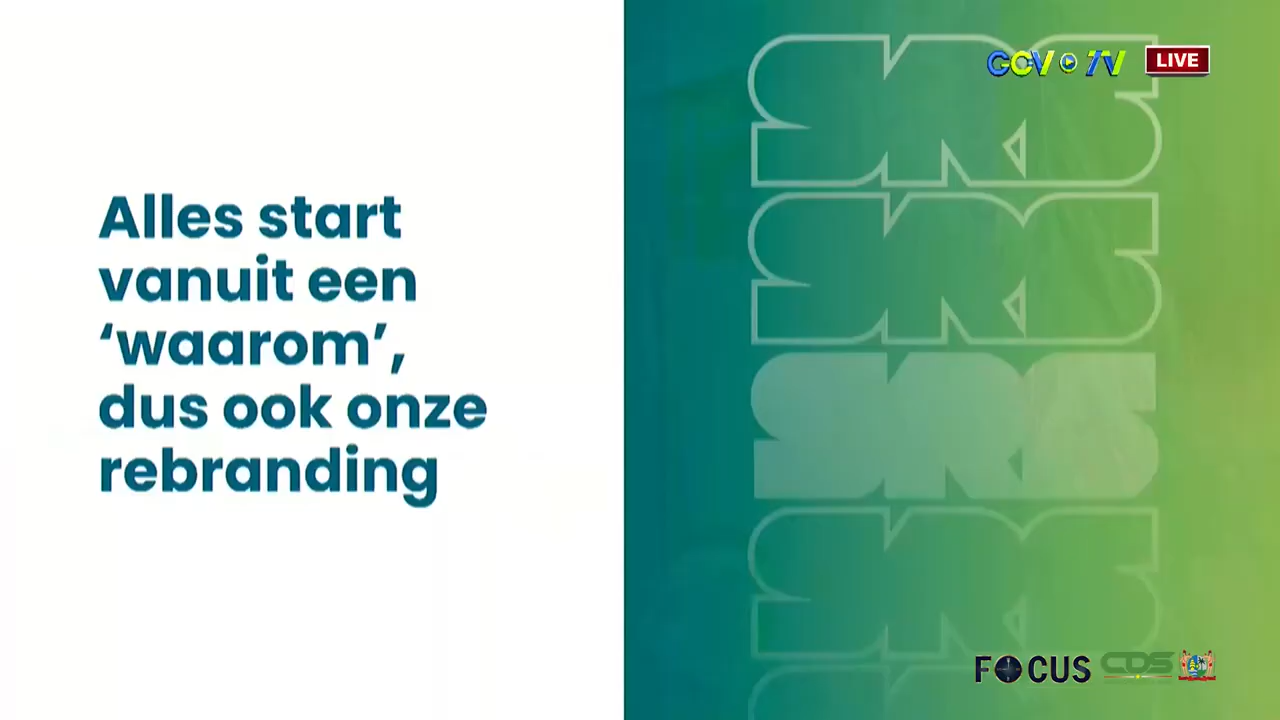 Alles start
vanuit een
‘waarom’,
dus ook onze
rebranding
SRS
SRS
SRS
SRS
GOV TV
LIVE
FOCUS
CDS